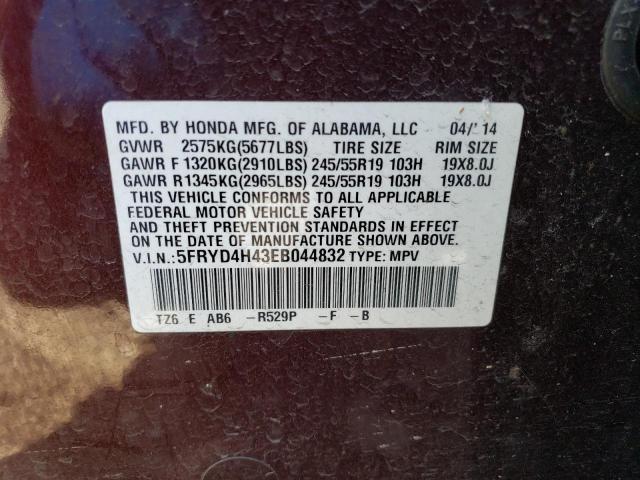 MFD. BY HONDA MFG. OF ALABAMA, LLC 04/14
GVWR 2575KG(5677LBS) TIRE SIZE RIM SIZE
GAWR F 1320KG(2910LBS) 245/55R19 103H 19X8.0J
GAWR R1345KG(2965LBS) 245/55R19 103H 19X8.0J
THIS VEHICLE CONFORMS TO ALL APPLICABLE
FEDERAL MOTOR VEHICLE SAFETY
AND THEFT PREVENTION STANDARDS IN EFFECT
ON THE DATE OF MANUFACTURE SHOWN ABOVE.
V.I.N.:5FRYD4H43EB044832 TYPE: MPV
TZ6 E AB6 -R529P -F -B